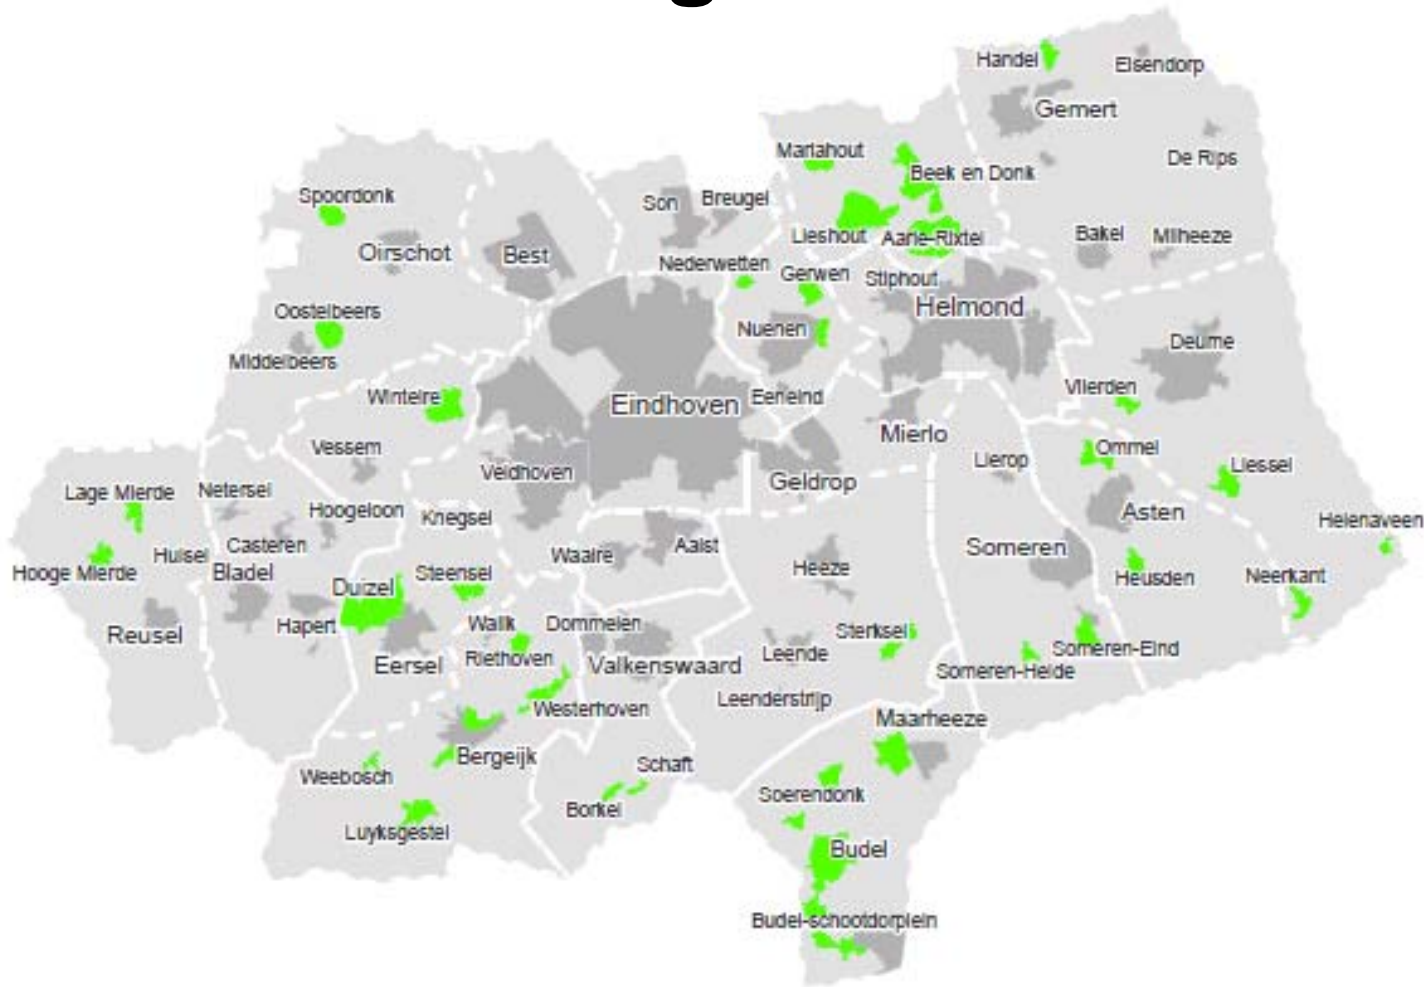 Handel
Elsendorp
Gemert
Mariahout
De Rips
Beek en Donk
Spoordonk
Son
Breugel
Lieshout
Aarle-Rixtel
Bakel
Milheeze
Oirschot
Best
Nederwetten
Gerwen
Stiphout
Helmond
Oostelbeers
Nuenen
Deurne
Middelbeers
Wintelre
Eindhoven
Eeneind
Vlierden
Mierlo
Vessem
Ommel
Veldhoven
Geldrop
Lierop
Liessel
Lage Mierde
Netersel
Hoogeloon
Knegsel
Asten
Helenaveen
Hulsel
Casteren
Waalre
Aalst
Someren
Hooge Mierde
Bladel
Duizel
Steensel
Heeze
Heusden
Neerkant
Reusel
Hapert
Walik
Dommelen
Sterksel
Eersel
Riethoven
Valkenswaard
Leende
Someren-Eind
Someren-Heide
Westerhoven
Leenderstrijp
Maarheeze
Bergeijk
Schaft
Weebosch
Soerendonk
Borkel
Luyksgestel
Budel
Budel-schootdorplein